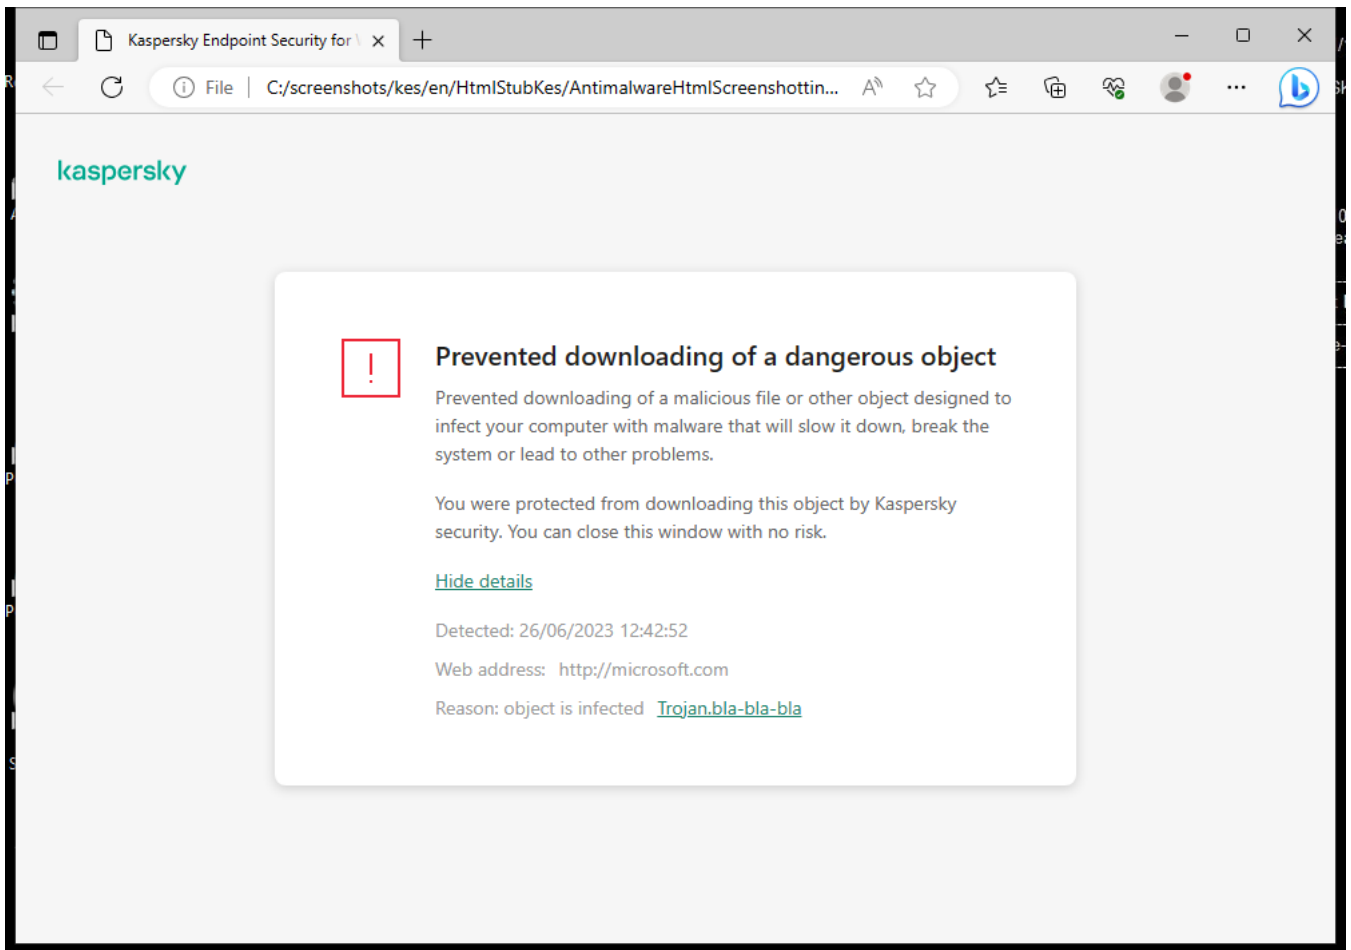 Kaspersky Endpoint Security for
File | C:/screenshots/kes/en/HtmlStubKes/AntimalwareHtmlScreenshottin...
kaspersky
Prevented downloading of a dangerous object
Prevented downloading of a malicious file or other object designed to
infect your computer with malware that will slow it down, break the
system or lead to other problems.
You were protected from downloading this object by Kaspersky
security. You can close this window with no risk.
Hide details
Detected: 26/06/2023 12:42:52
Web address: http://microsoft.com
Reason: object is infected Trojan.bla-bla-bla